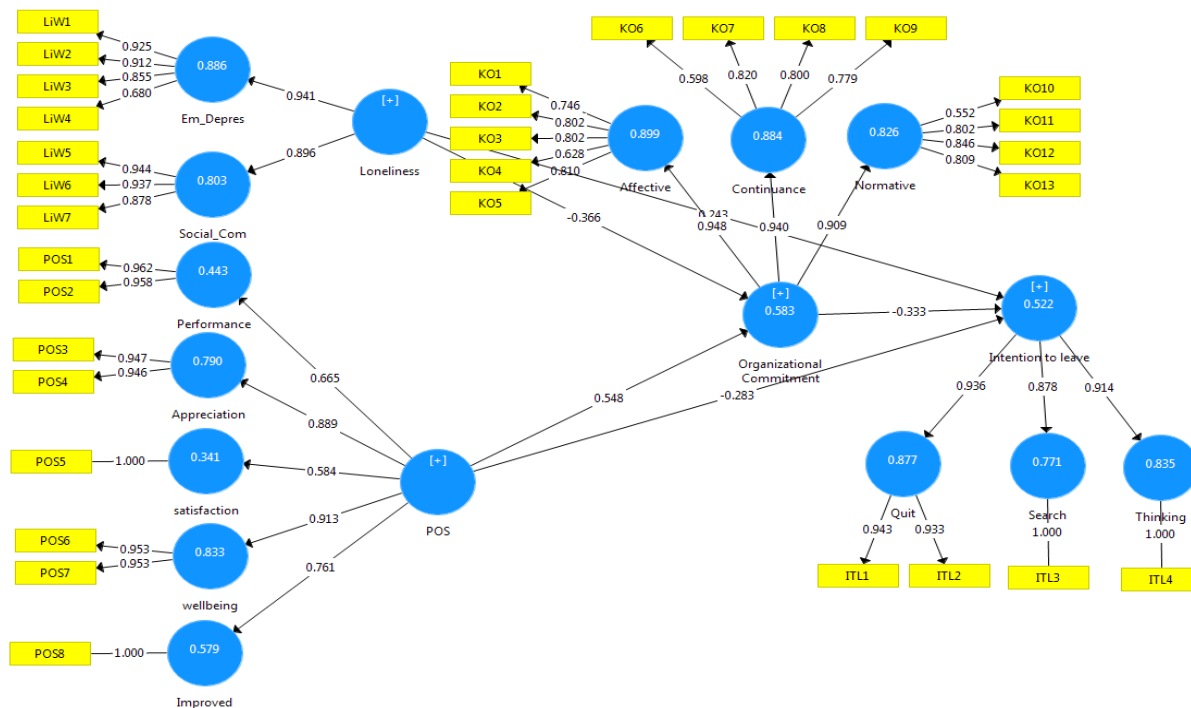 LiW1
LiW2
LiW3
LiW4
0.925
0.912
0.855
0.680
0.886
Em_Depres
0.941
LiW5
LiW6
LiW7
0.944
0.937
0.878
0.803
Social_Com
0.896
[+]
Loneliness
POS1
POS2
0.962
0.958
0.443
Performance
POS3
POS4
0.947
0.946
0.790
Appreciation
POS5
1.000
0.341
satisfaction
POS6
POS7
0.953
0.953
0.833
wellbeing
POS8
1.000
0.579
Improved
0.665
0.889
0.584
0.913
0.761
[+]
POS
KO1
KO2
KO3
KO4
KO5
0.746
0.802
0.802
0.628
0.810
0.899
Affective
KO6
KO7
KO8
KO9
0.598
0.820
0.800
0.779
0.884
Continuance
KO10
KO11
KO12
KO13
0.552
0.802
0.846
0.809
0.826
Normative
-0.366
0.243
0.948
0.940
0.909
[+]
0.583
Organizational
Commitment
0.548
-0.333
-0.283
[+]
0.522
Intention to leave
0.936
0.878
0.914
0.877
Quit
0.771
Search
0.835
Thinking
0.943
0.933
1.000
1.000
ITL1
ITL2
ITL3
ITL4